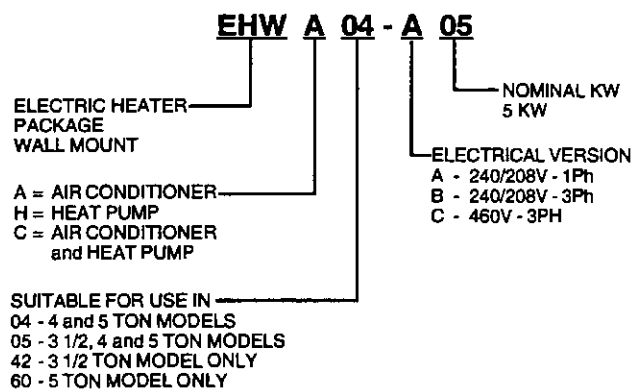 EHW A 04 - A 05
NOMINAL KW
5 KW
ELECTRIC HEATER
PACKAGE
WALL MOUNT
ELECTRICAL VERSION
A - 240/208V - 1Ph
B - 240/208V - 3Ph
C - 460V - 3PH
A = AIR CONDITIONER
H = HEAT PUMP
C = AIR CONDITIONER
and HEAT PUMP
SUITABLE FOR USE IN
04 - 4 and 5 TON MODELS
05 - 3 1/2, 4 and 5 TON MODELS
42 - 3 1/2 TON MODEL ONLY
60 - 5 TON MODEL ONLY